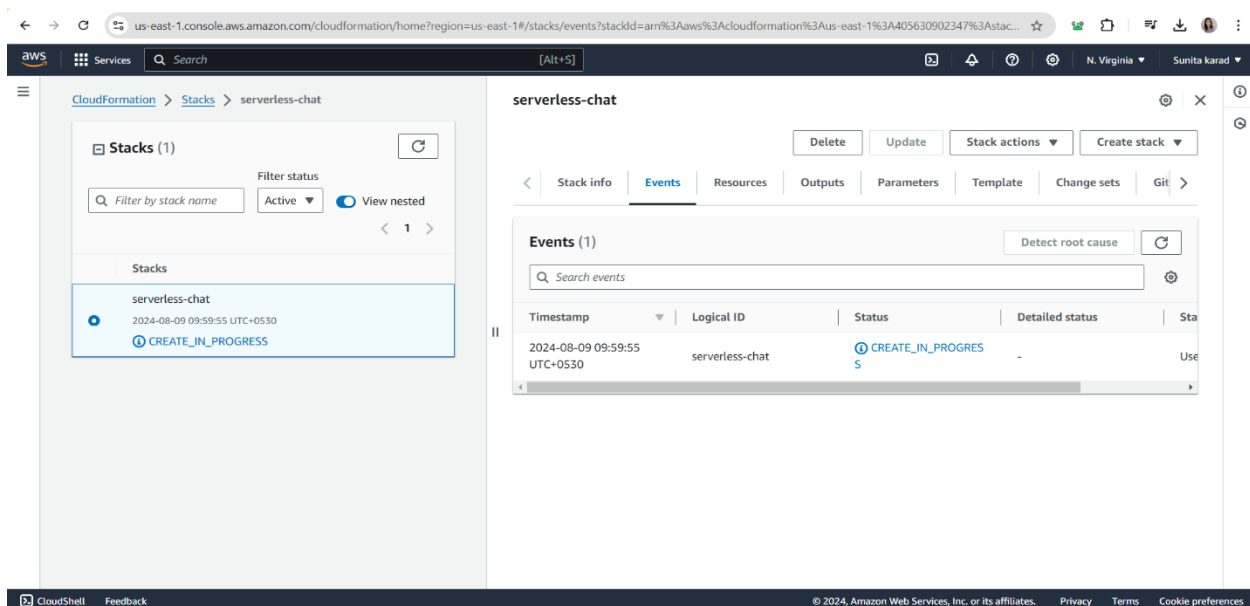 us-east-1.console.aws.amazon.com/cloudformation/home?region=us-east-1#/stacks/events?stackId=arn%3Aaws%3Acloudformation%3Aus-east-1%3A405630902347%3Astac...
aws Services Search [Alt+S] N. Virginia Sunita karad
CloudFormation > Stacks > serverless-chat
Stacks (1)
Filter status
Filter by stack name Active View nested
1
Stacks
serverless-chat
2024-08-09 09:59:55 UTC+0530
CREATE_IN_PROGRESS
serverless-chat
Delete Update Stack actions Create stack
Stack info Events Resources Outputs Parameters Template Change sets Git
Events (1) Detect root cause
Search events
Timestamp Logical ID Status Detailed status Sta
2024-08-09 09:59:55 UTC+0530 serverless-chat CREATE_IN_PROGRESS - Use
CloudShell Feedback © 2024, Amazon Web Services, Inc. or its affiliates. Privacy Terms Cookie preferences